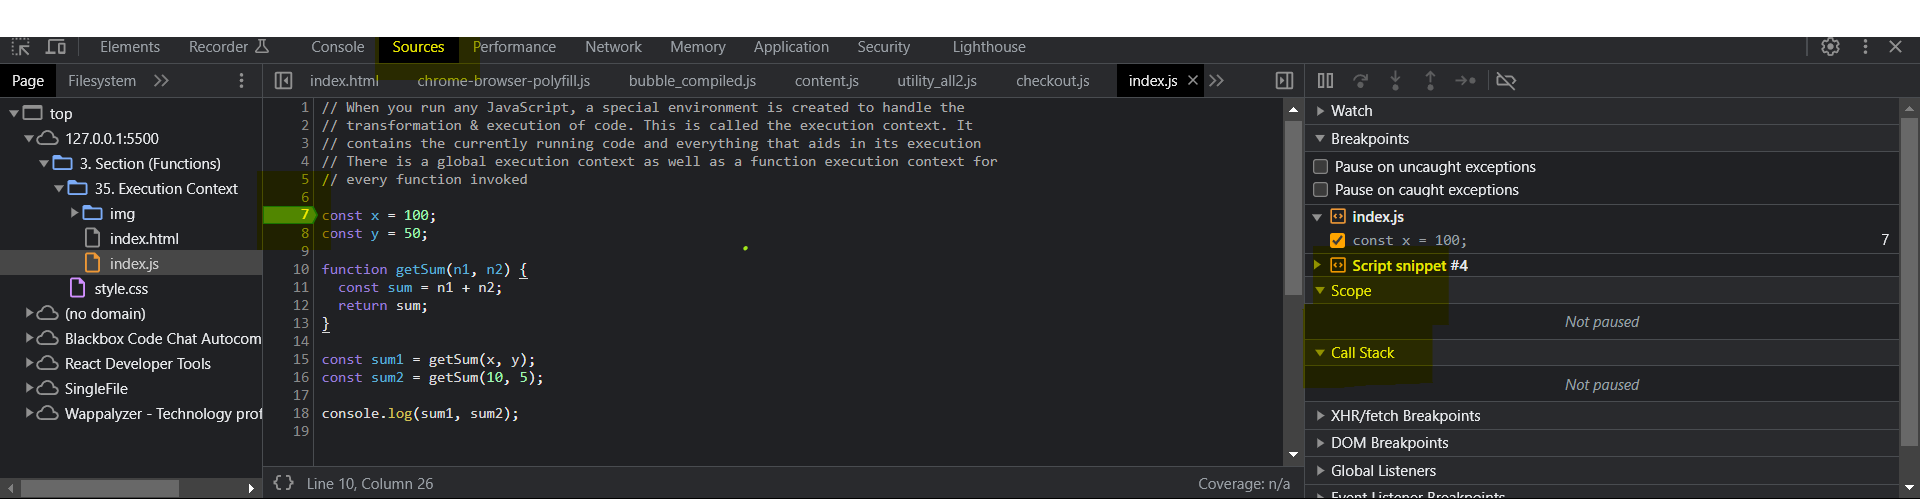 Elements Recorder Console Sources Performance Network Memory Application Security Lighthouse
Page Filesystem
index.html chrome-browser-polyfill.js bubble_compiled.js content.js utility_all2.js checkout.js index.js
top
127.0.0.1:5500
3. Section (Functions)
35. Execution Context
img
index.html
index.js
style.css
(no domain)
Blackbox Code Chat Autocom
React Developer Tools
SingleFile
Wappalyzer - Technology prof
1 // When you run any JavaScript, a special environment is created to handle the
2 // transformation & execution of code. This is called the execution context. It
3 // contains the currently running code and everything that aids in its execution
4 // There is a global execution context as well as a function execution context for
5 // every function invoked
6
7 const x = 100;
8 const y = 50;
9
10 function getSum(n1, n2) {
11 const sum = n1 + n2;
12 return sum;
13 }
14
15 const sum1 = getSum(x, y);
16 const sum2 = getSum(10, 5);
17
18 console.log(sum1, sum2);
19
{} Line 10, Column 26 Coverage: n/a
Watch
Breakpoints
Pause on uncaught exceptions
Pause on caught exceptions
index.js
const x = 100; 7
Script snippet #4
Scope
Not paused
Call Stack
Not paused
XHR/fetch Breakpoints
DOM Breakpoints
Global Listeners
Event Listener Breakpoints